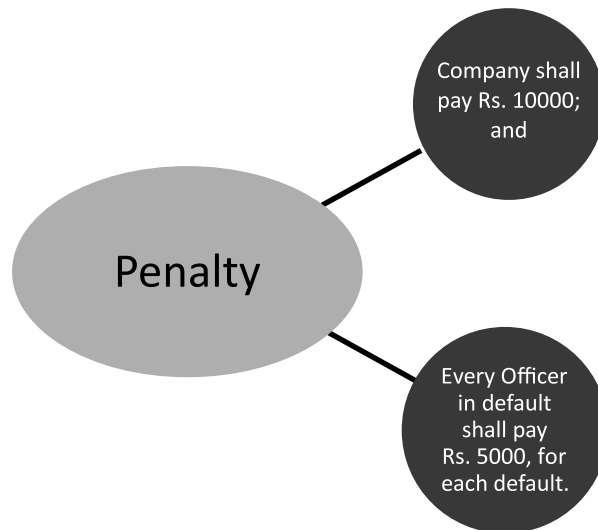 Company shall
pay Rs. 10000;
and
Penalty
Every Officer
in default
shall pay
Rs. 5000, for
each default.